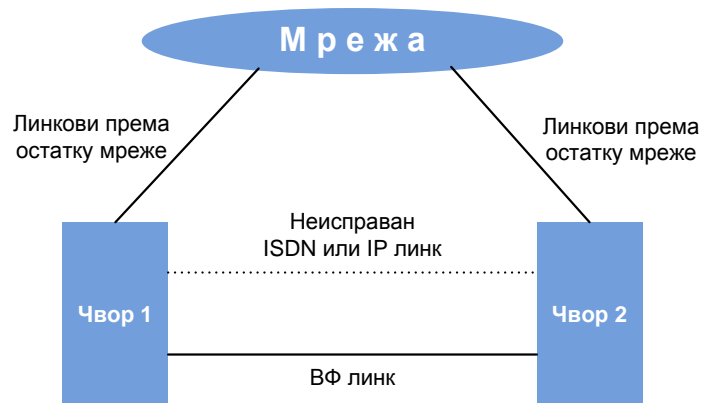 М р е ж а
Линкови према
остатку мреже
Линкови према
остатку мреже
Неисправан
ISDN или IP линк
Чвор 1
Чвор 2
ВФ линк